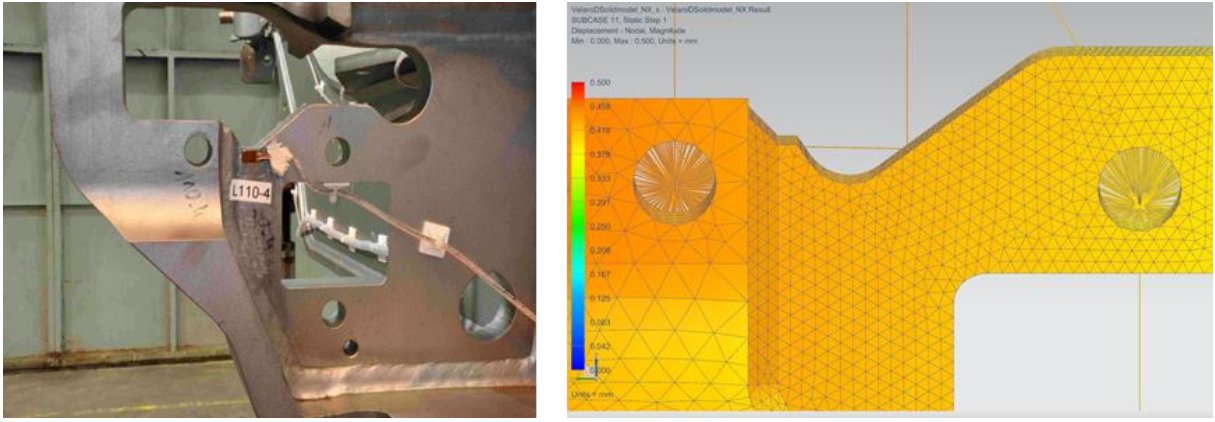 L110-4
VelaroDSolidmodel_NX_x : VelaroDSolidmodel_NX Result
SUBCASE 11, Static Step 1
Displacement - Nodal, Magnitude
Min : 0.000, Max : 0.500, Units = mm
0.500
0.458
0.416
0.378
0.333
0.291
0.250
0.208
0.167
0.125
0.083
0.042
0.000
Units = mm